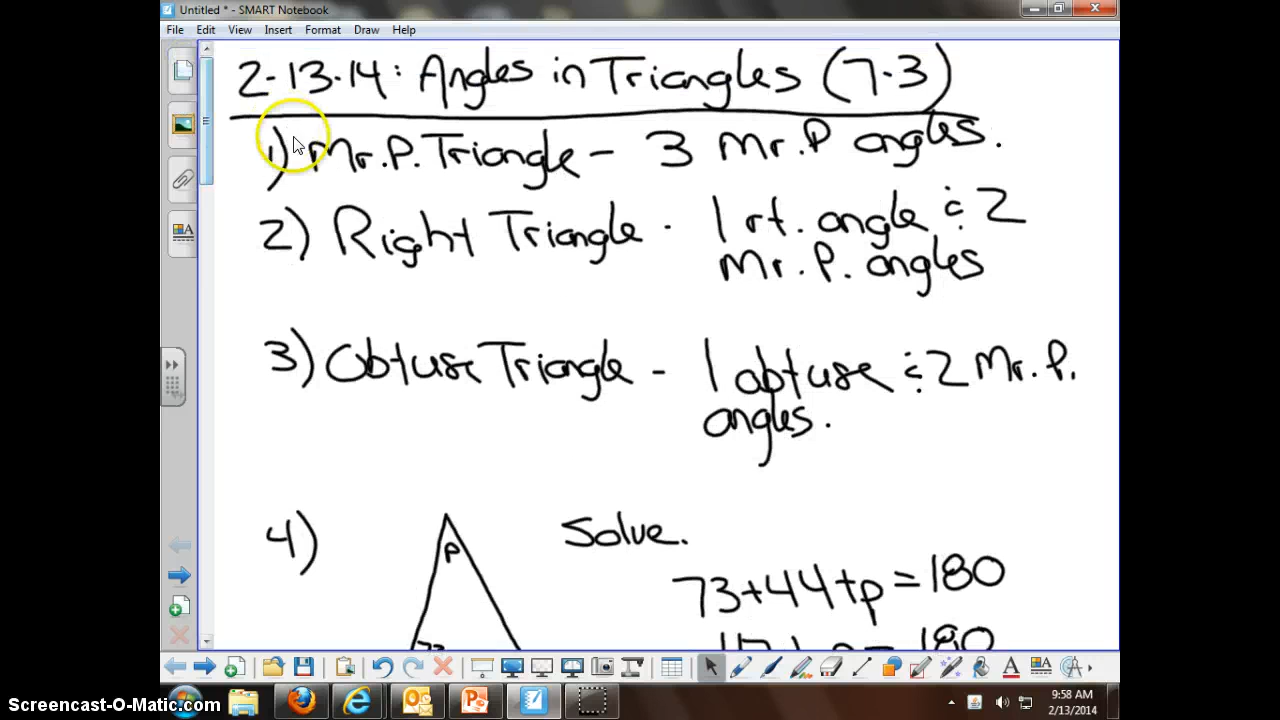 Untitled * - SMART Notebook
File Edit View Insert Format Draw Help
2-13-14: Angles in Triangles (7-3)
1) Mr.P. Triangle - 3 Mr.P angles.
2) Right Triangle - 1 rt. angle & 2
Mr. P. angles
3) Obtuse Triangle - 1 obtuse & 2 Mr. P.
angles.
4) Solve.
P
73+44+p=180
Screencast-O-Matic.com
9:58 AM
2/13/2014